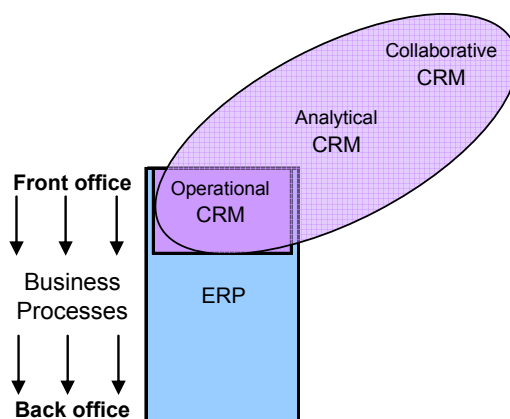 Collaborative
CRM
Analytical
CRM
Front office
Operational
CRM
Business
Processes
ERP
Back office